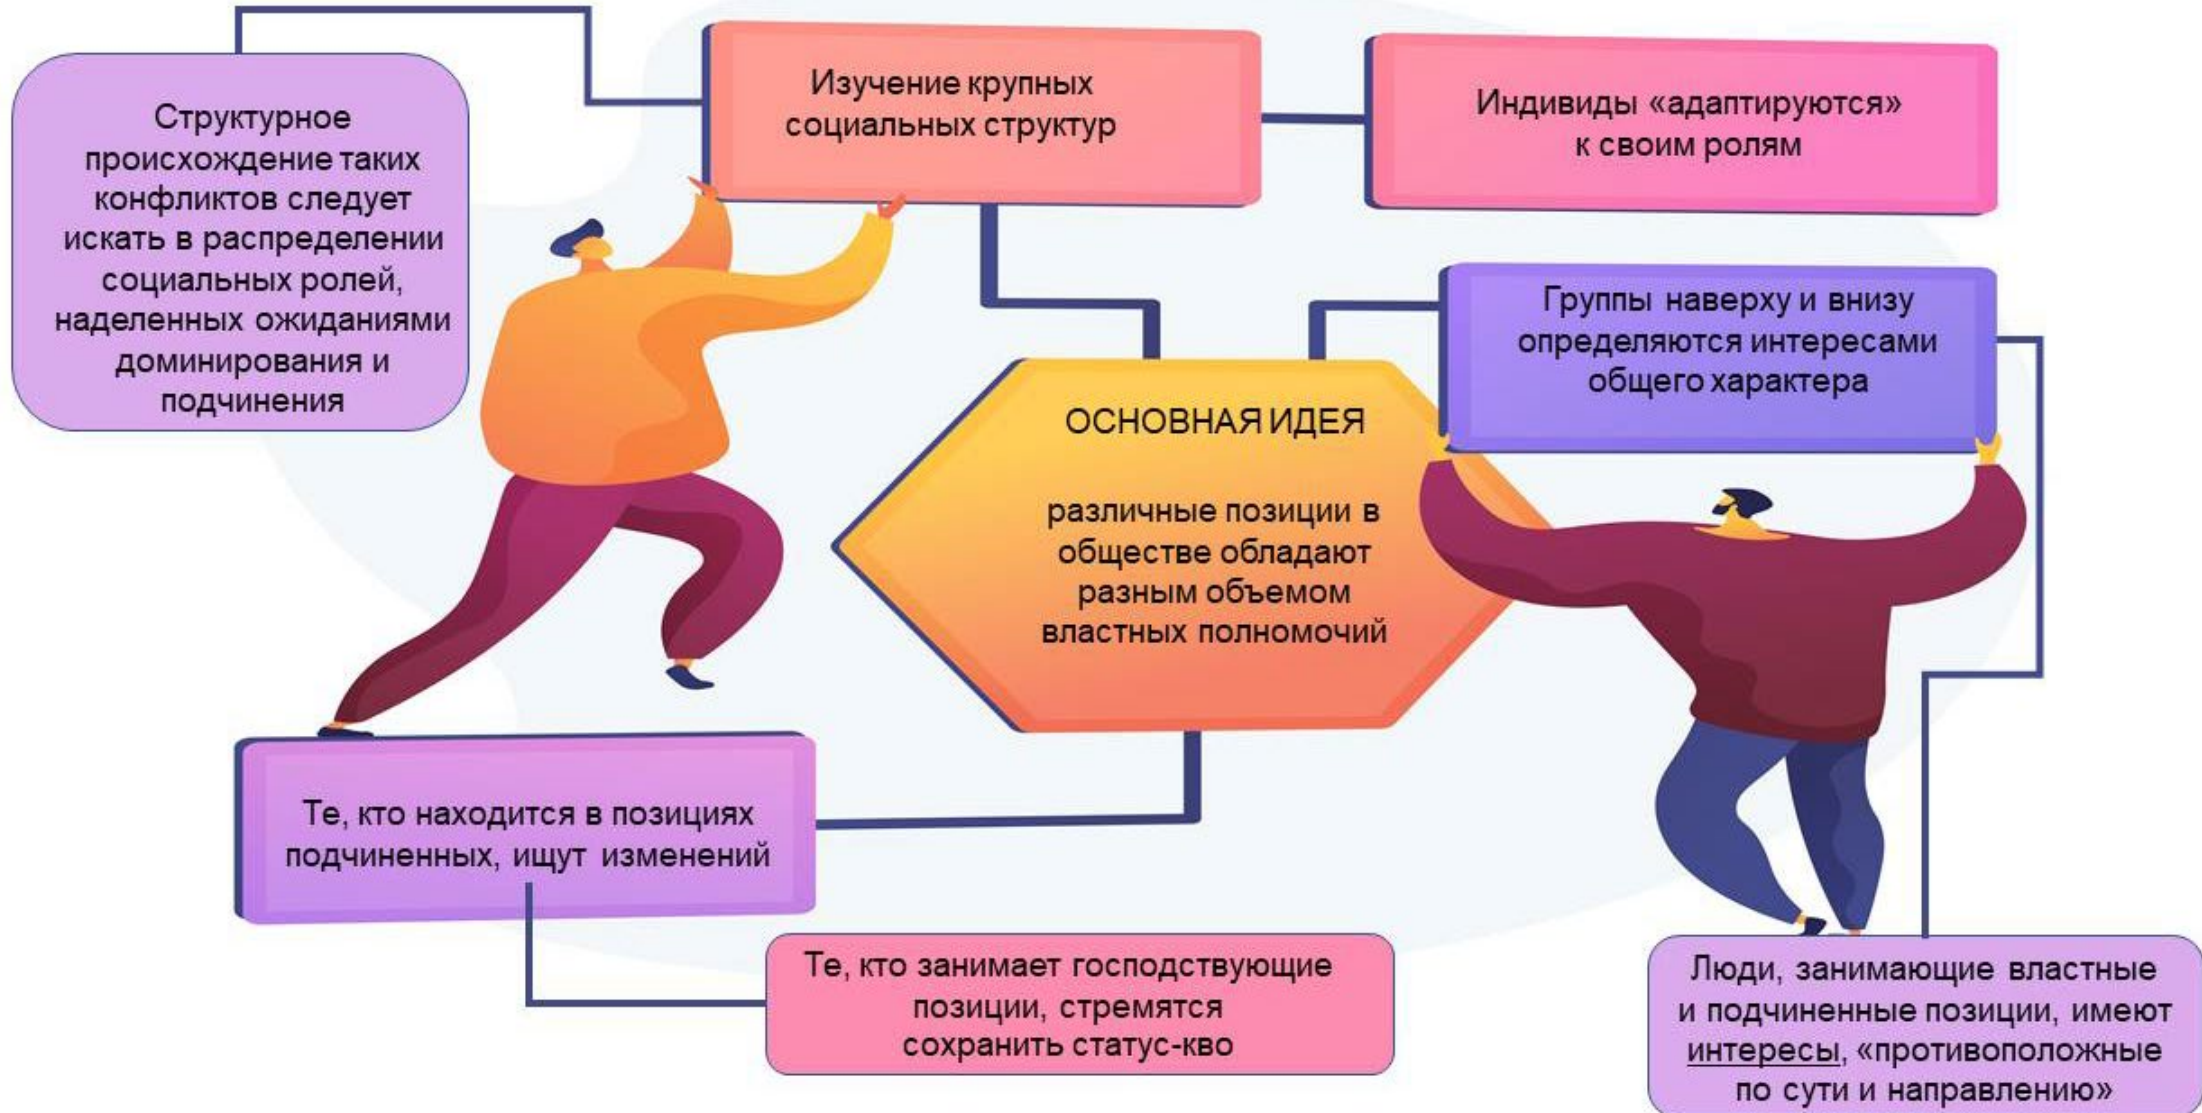 Структурное
происхождение таких
конфликтов следует
искать в распределении
социальных ролей,
наделенных ожиданиями
доминирования и
подчинения
Изучение крупных
социальных структур
Индивиды «адаптируются»
к своим ролям
Группы наверху и внизу
определяются интересами
общего характера
ОСНОВНАЯ ИДЕЯ
различные позиции в
обществе обладают
разным объемом
властных полномочий
Те, кто находится в позициях
подчиненных, ищут изменений
Те, кто занимает господствующие
позиции, стремятся
сохранить статус-кво
Люди, занимающие властные
и подчиненные позиции, имеют
интересы, «противоположные
по сути и направлению»